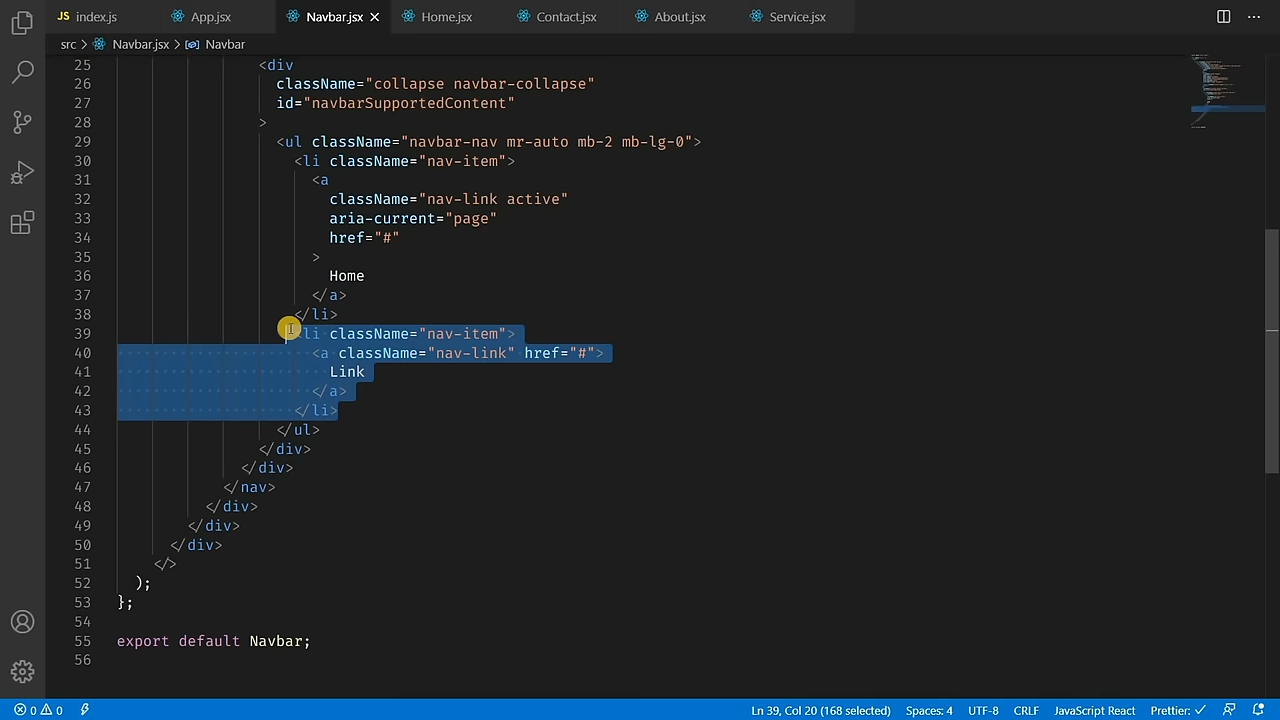 JS index.js App.jsx Navbar.jsx Home.jsx Contact.jsx About.jsx Service.jsx
src > Navbar.jsx > Navbar
25 <div
26 className="collapse navbar-collapse"
27 id="navbarSupportedContent"
28 >
29 <ul className="navbar-nav mr-auto mb-2 mb-lg-0">
30 <li className="nav-item">
31 <a
32 className="nav-link active"
33 aria-current="page"
34 href="#"
35 >
36 Home
37 </a>
38 </li>
39 <li className="nav-item">
40 <a className="nav-link" href="#">
41 Link
42 </a>
43 </li>
44 </ul>
45 </div>
46 </div>
47 </nav>
48 </div>
49 </div>
50 </div>
51 </>
52 );
53 };
54
55 export default Navbar;
56
0 0 Ln 39, Col 20 (168 selected) Spaces: 4 UTF-8 CRLF JavaScript React Prettier: ✓